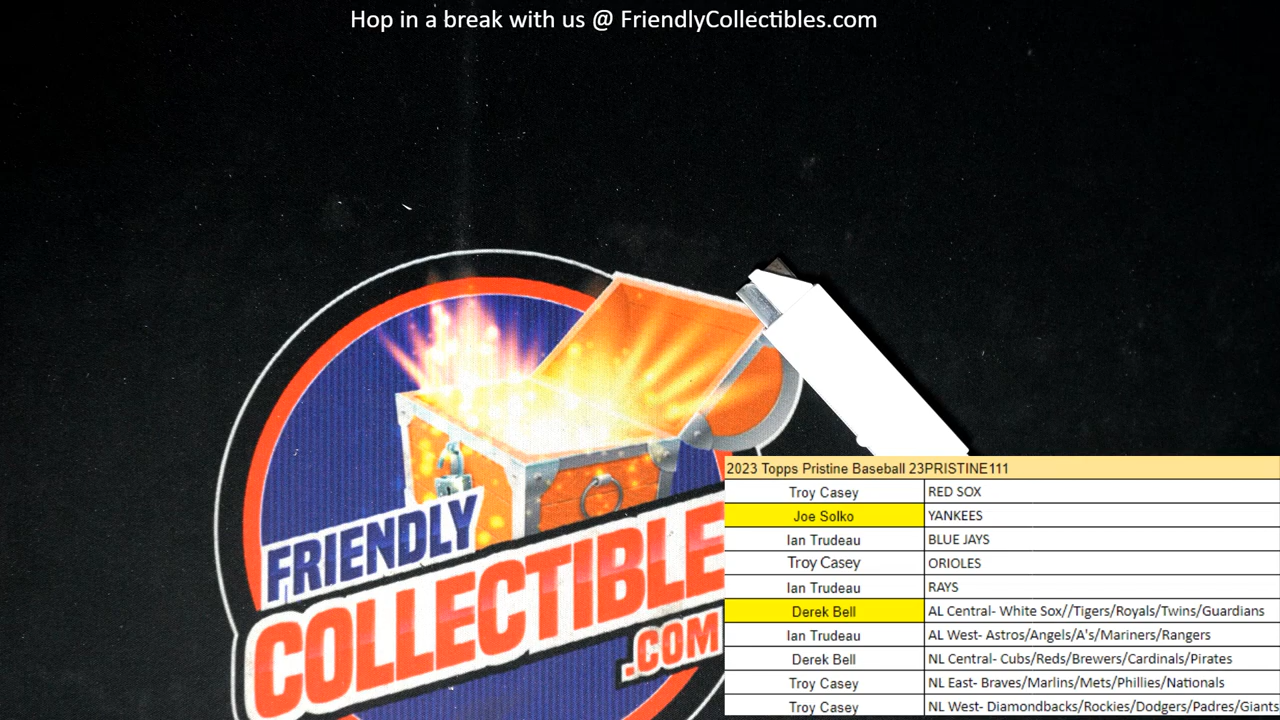 Hop in a break with us @ FriendlyCollectibles.com
FRIENDLY
COLLECTIBLE
.COM
2023 Topps Pristine Baseball 23PRISTINE111
Troy Casey RED SOX
Joe Solko YANKEES
Ian Trudeau BLUE JAYS
Troy Casey ORIOLES
Ian Trudeau RAYS
Derek Bell AL Central- White Sox//Tigers/Royals/Twins/Guardians
Ian Trudeau AL West- Astros/Angels/A's/Mariners/Rangers
Derek Bell NL Central- Cubs/Reds/Brewers/Cardinals/Pirates
Troy Casey NL East- Braves/Marlins/Mets/Phillies/Nationals
Troy Casey NL West- Diamondbacks/Rockies/Dodgers/Padres/Giants